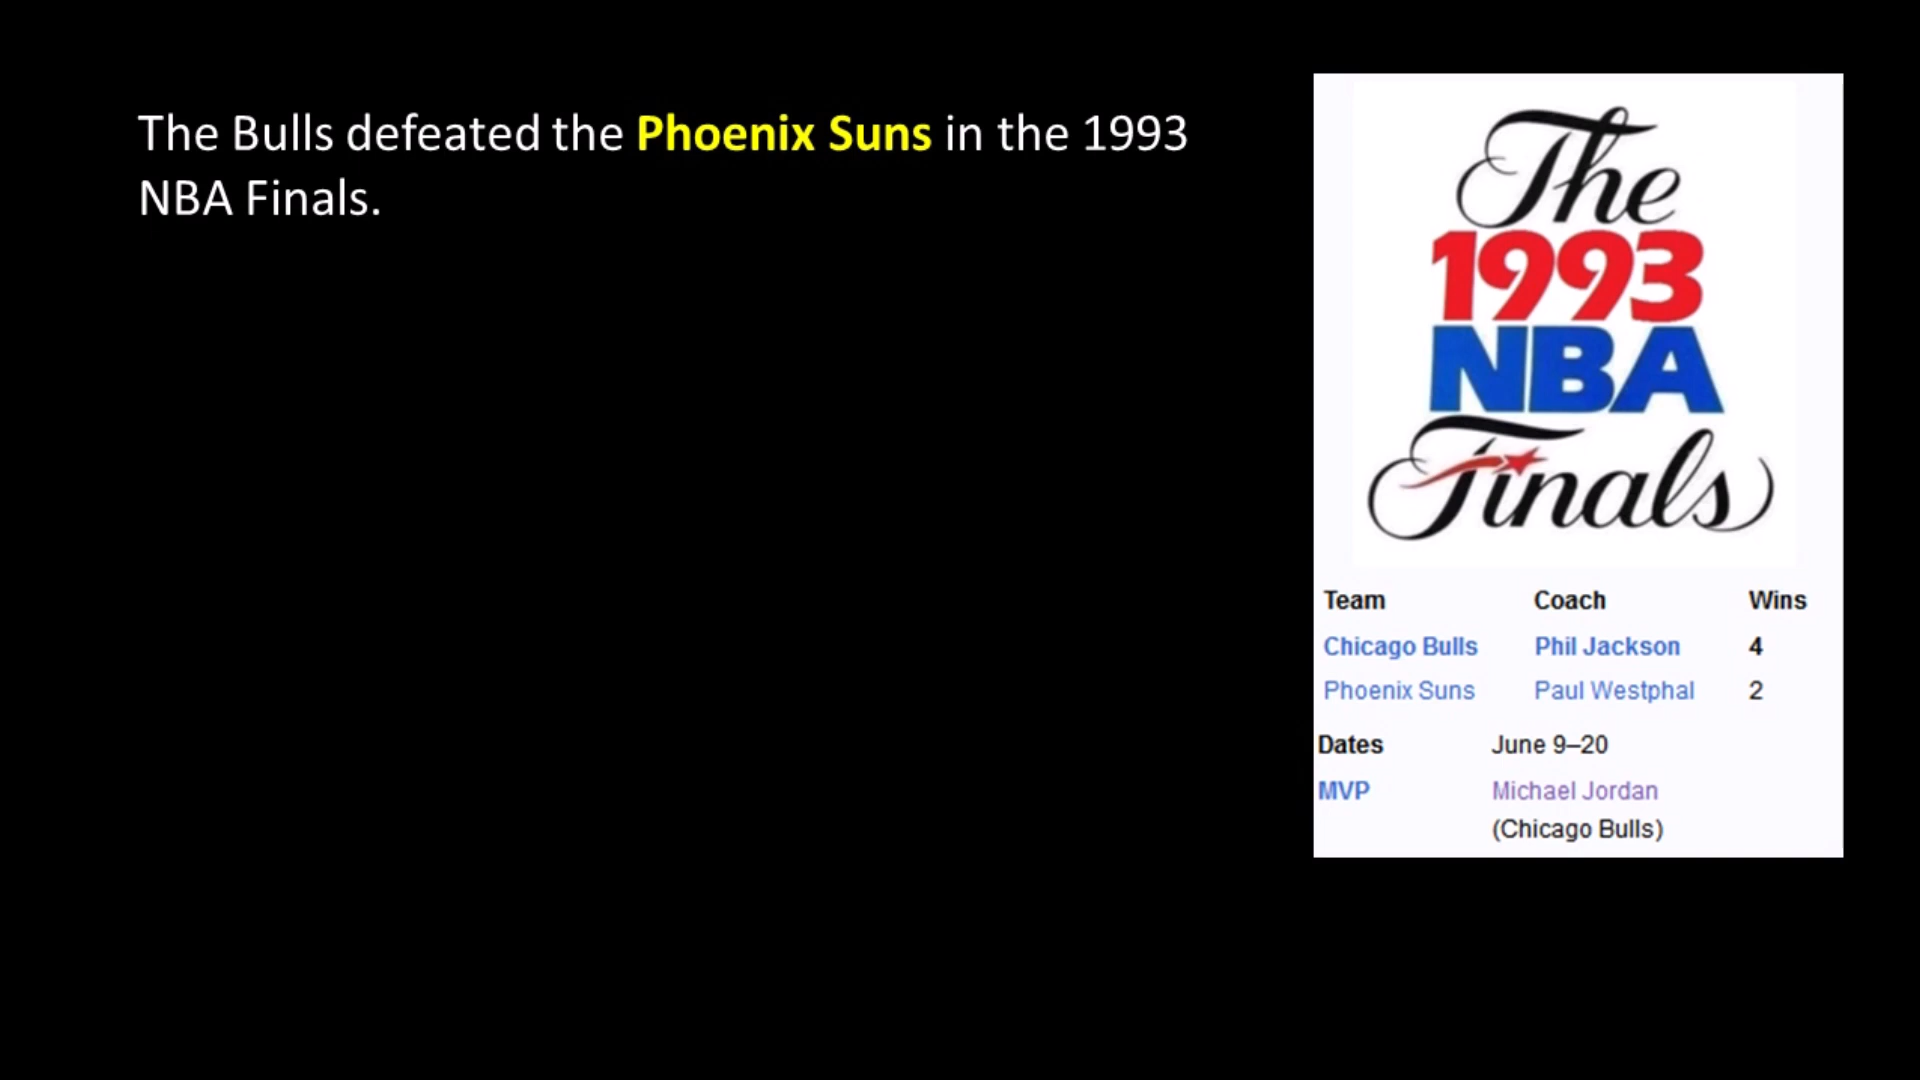 The Bulls defeated the Phoenix Suns in the 1993
NBA Finals.
The
1993
NBA
Finals
Team Coach Wins
Chicago Bulls Phil Jackson 4
Phoenix Suns Paul Westphal 2
Dates June 9–20
MVP Michael Jordan
(Chicago Bulls)